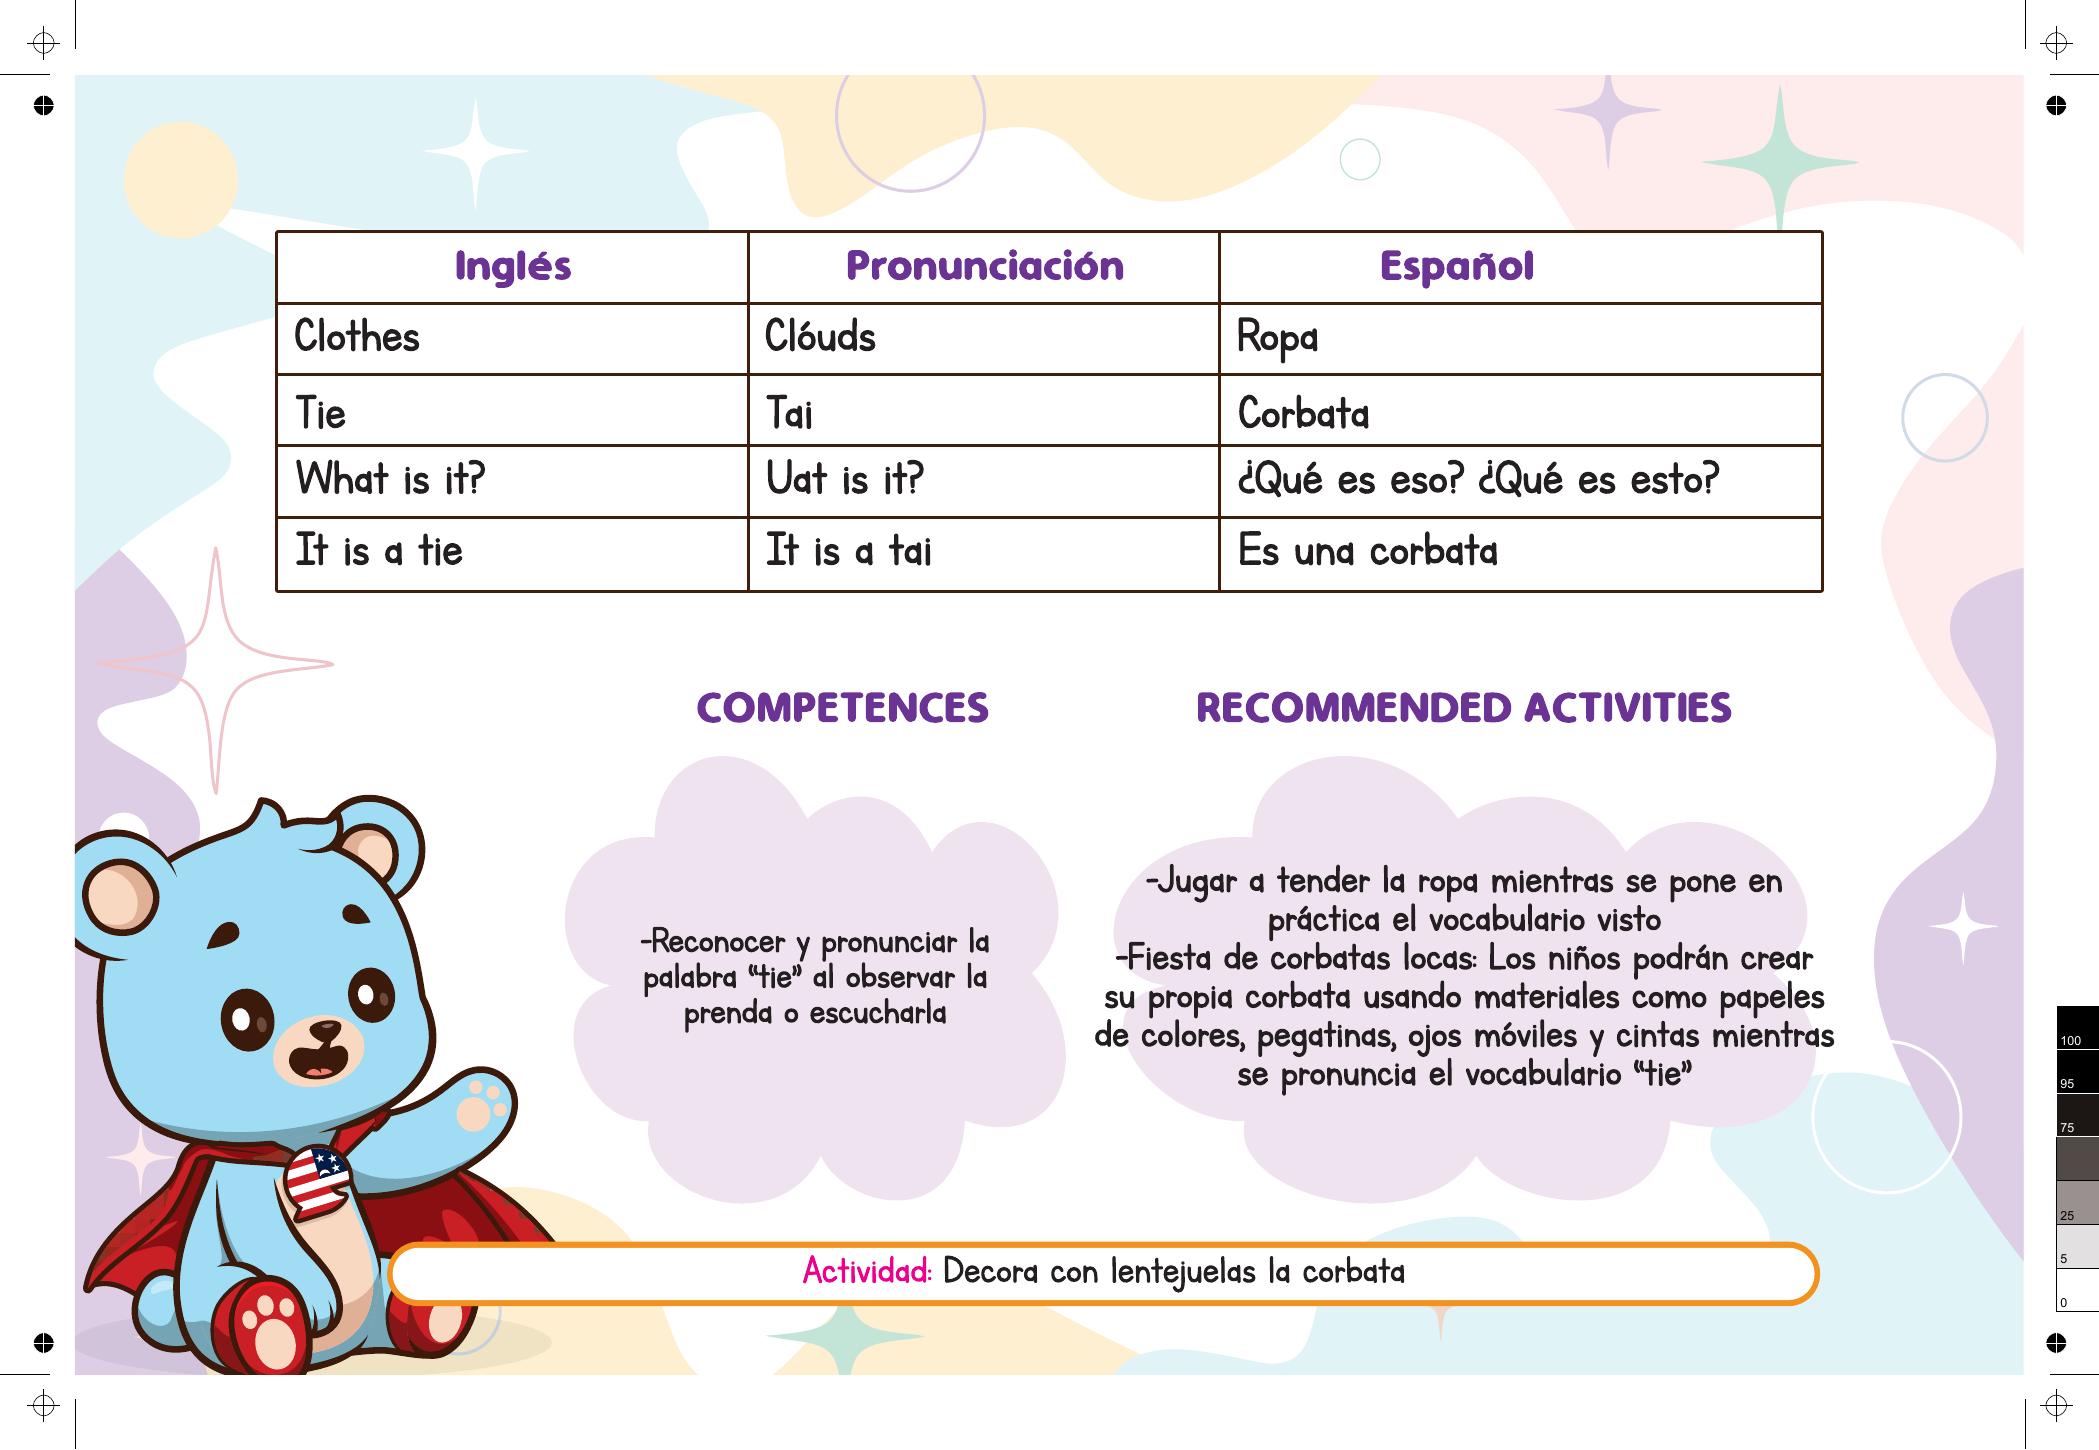 Inglés Pronunciación Español
Clothes Clóuds Ropa
Tie Tai Corbata
What is it? Uat is it? ¿Qué es eso? ¿Qué es esto?
It is a tie It is a tai Es una corbata
COMPETENCES
-Reconocer y pronunciar la
palabra “tie” al observar la
prenda o escucharla
RECOMMENDED ACTIVITIES
-Jugar a tender la ropa mientras se pone en
práctica el vocabulario visto
-Fiesta de corbatas locas: Los niños podrán crear
su propia corbata usando materiales como papeles
de colores, pegatinas, ojos móviles y cintas mientras
se pronuncia el vocabulario “tie”
Actividad: Decora con lentejuelas la corbata
100
95
75
25
5
0